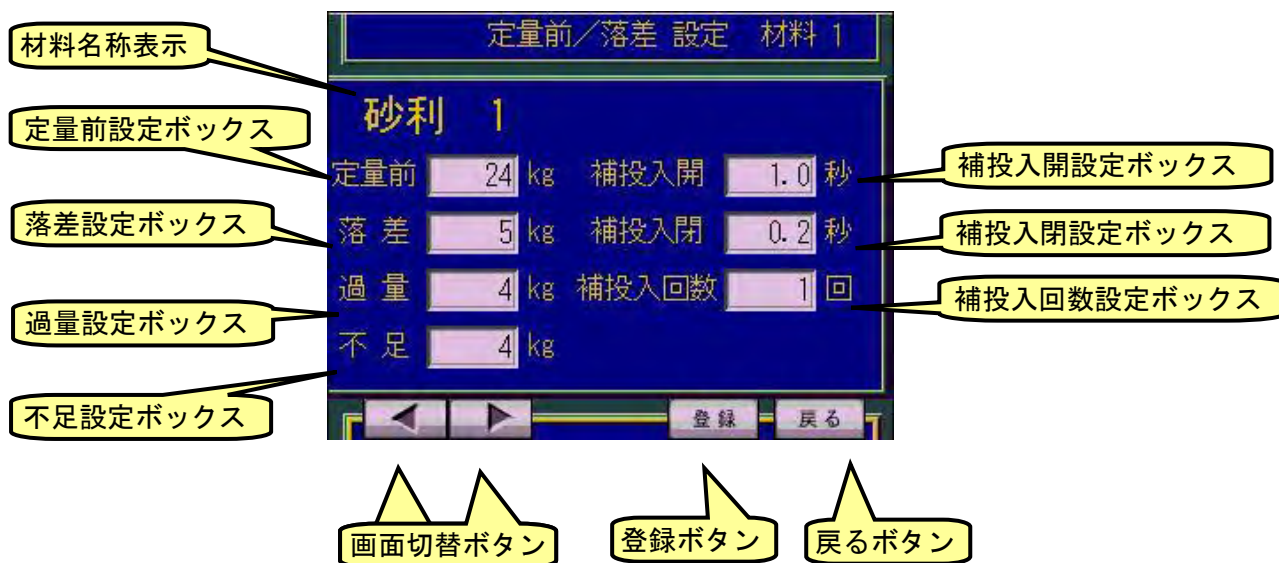 定量前／落差 設定 材料 1
材料名称表示
砂利 1
定量前設定ボックス
定量前 24 kg 補投入開 1.0 秒
補投入開設定ボックス
落差設定ボックス
落 差 5 kg 補投入閉 0.2 秒
補投入閉設定ボックス
過量設定ボックス
過 量 4 kg 補投入回数 1 回
補投入回数設定ボックス
不 足 4 kg
不足設定ボックス
◀ ▶ 登録 戻る
画面切替ボタン
登録ボタン
戻るボタン